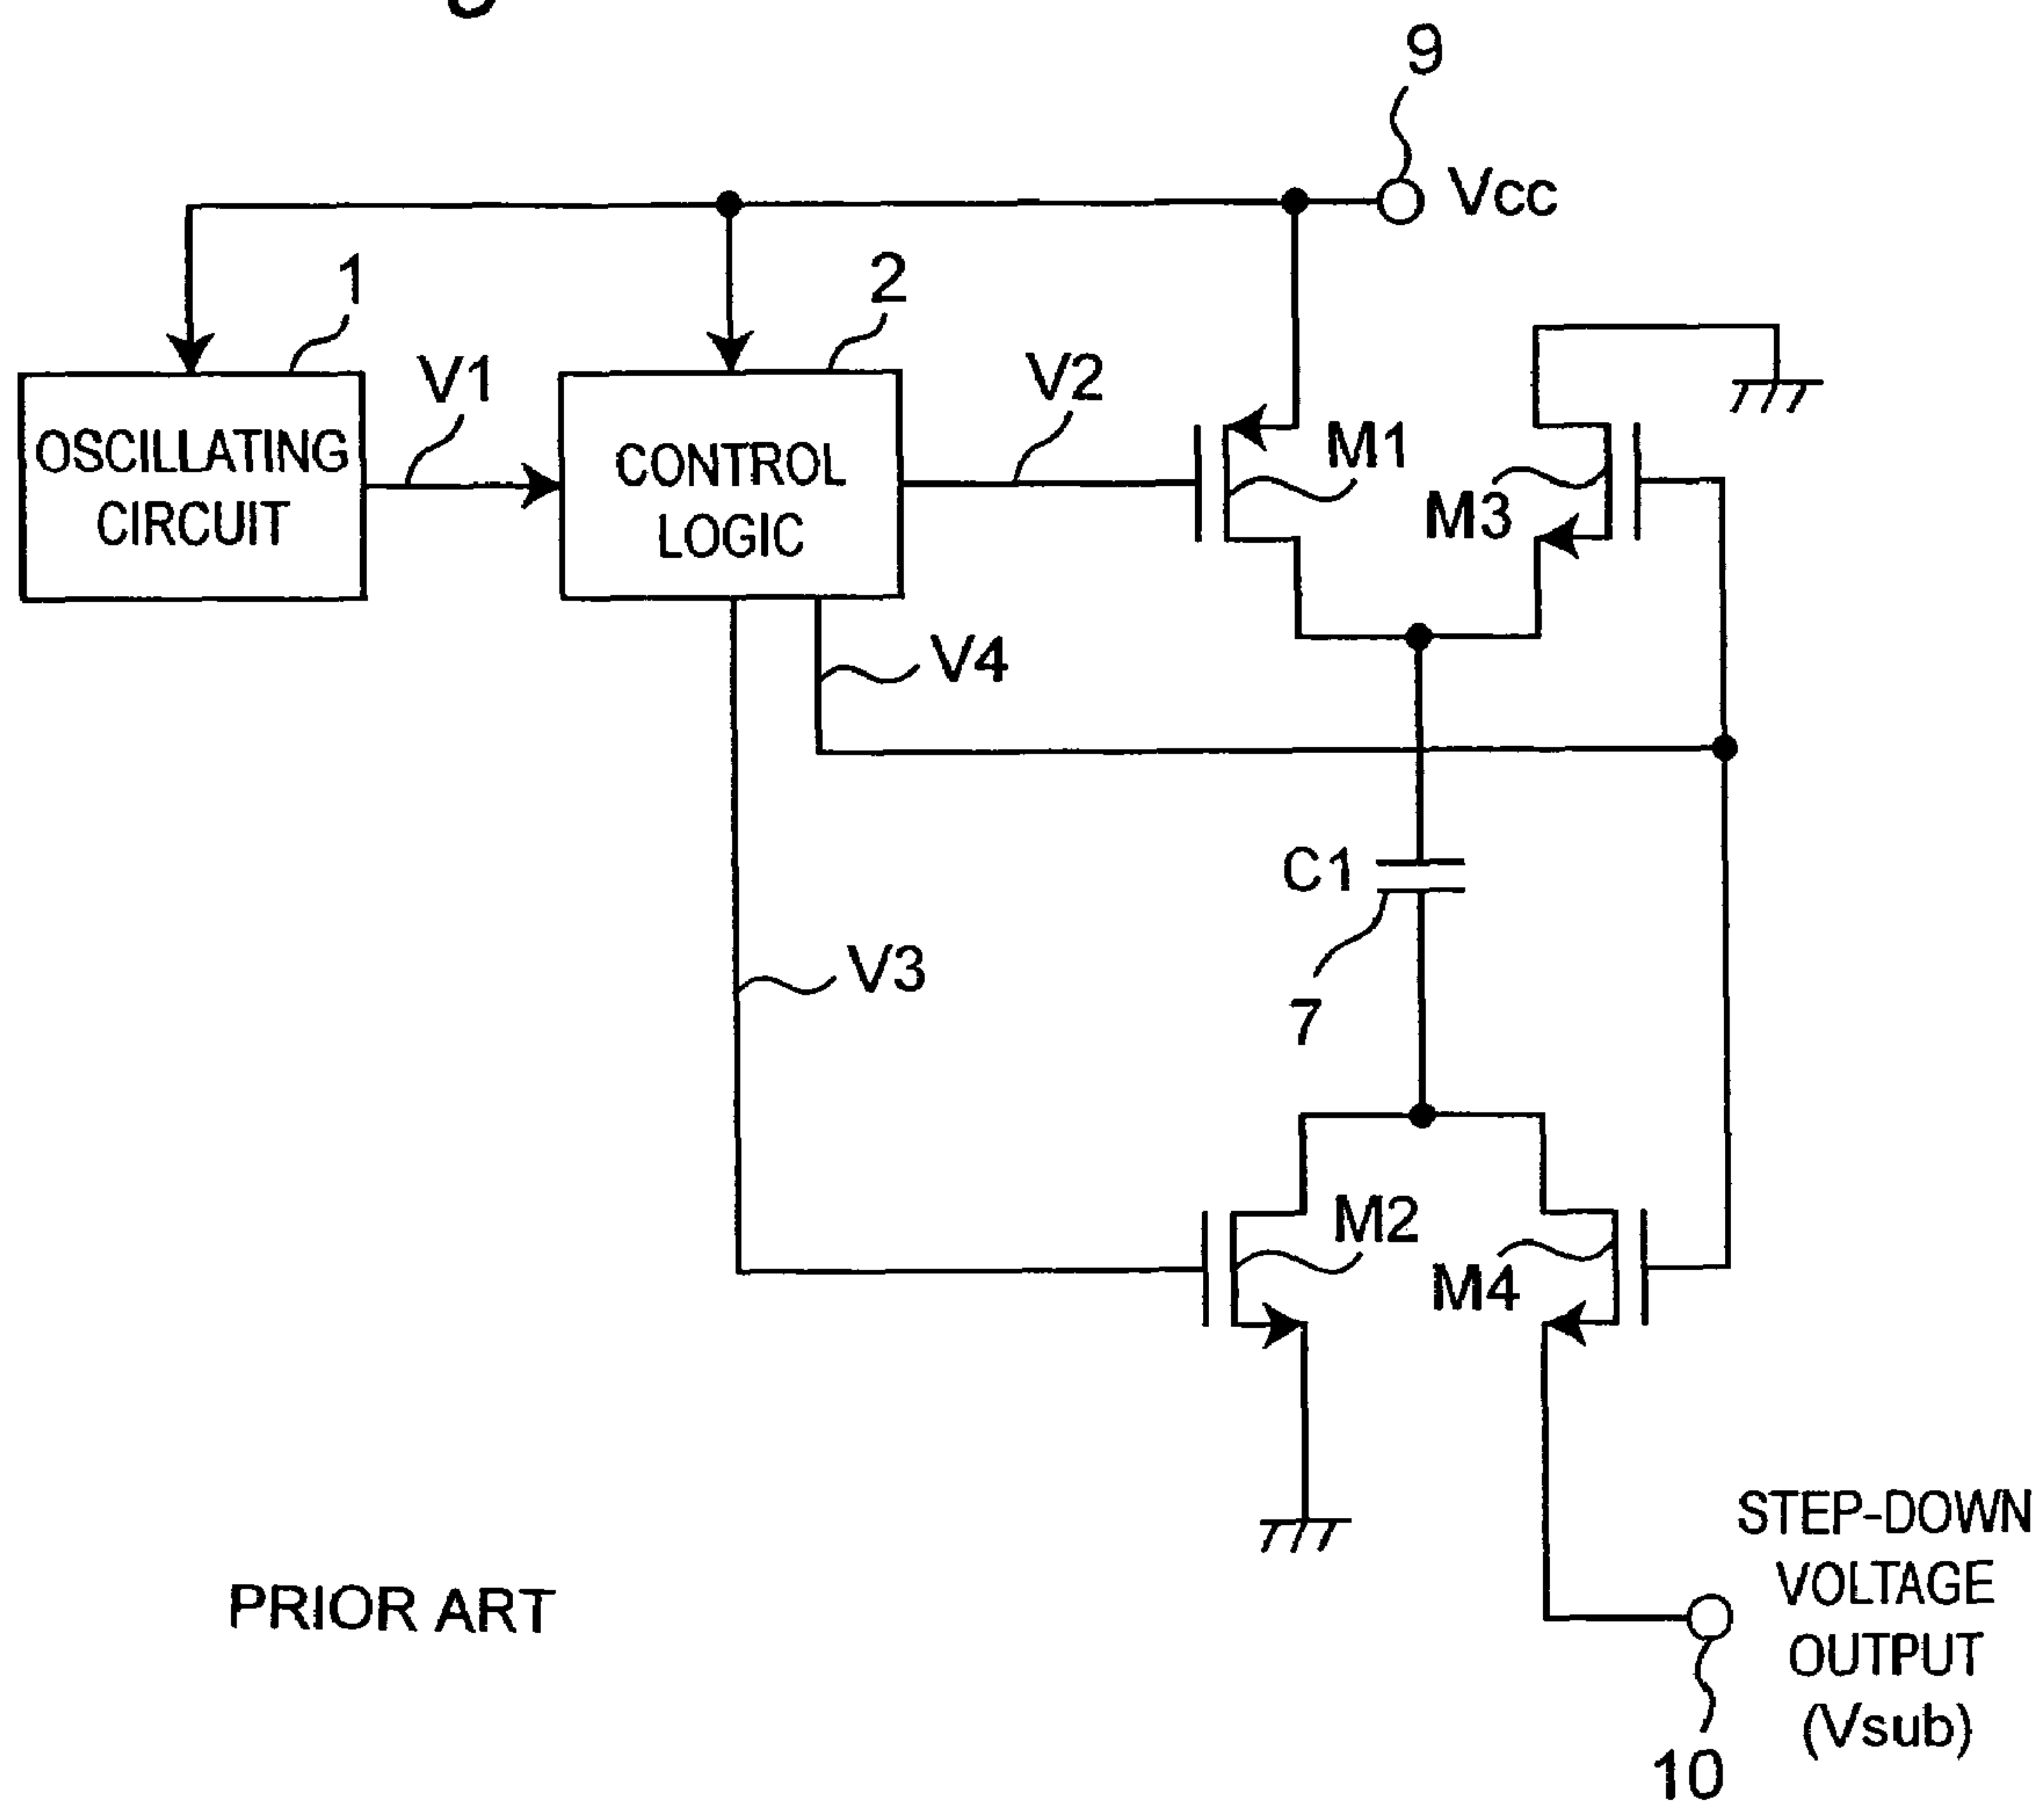 9
Vcc
1
2
V1
V2
OSCILLATING
CIRCUIT
CONTROL
LOGIC
M1
M3
V4
C1
7
V3
M2
M4
STEP-DOWN
VOLTAGE
OUTPUT
(Vsub)
10
PRIOR ART